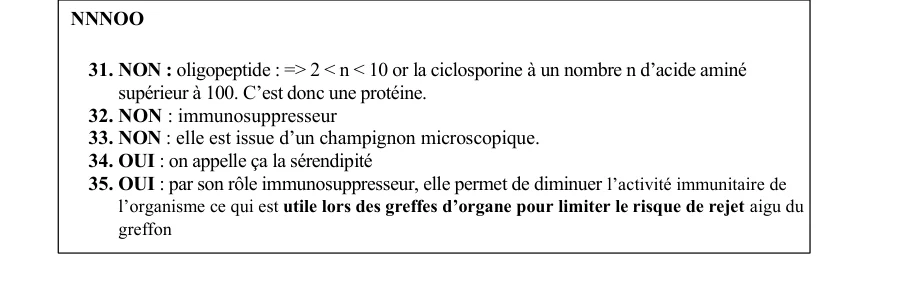 NNNOO
31. NON : oligopeptide : => 2 < n < 10 or la ciclosporine à un nombre n d'acide aminé
supérieur à 100. C'est donc une protéine.
32. NON : immunosuppresseur
33. NON : elle est issue d'un champignon microscopique.
34. OUI : on appelle ça la sérendipité
35. OUI : par son rôle immunosuppresseur, elle permet de diminuer l'activité immunitaire de
l'organisme ce qui est utile lors des greffes d'organe pour limiter le risque de rejet aigu du
greffon